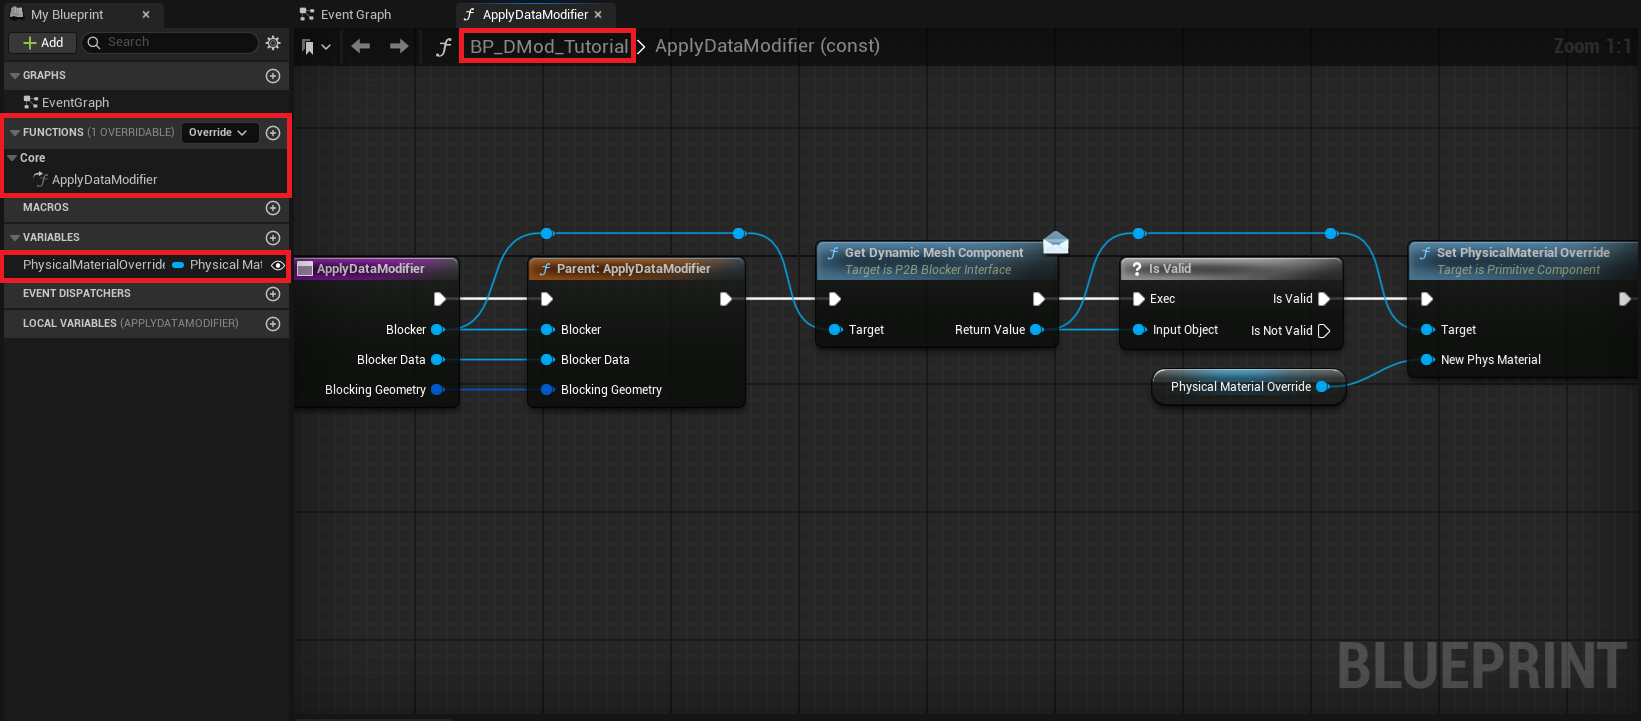 My Blueprint
Event Graph
ApplyDataModifier
Add
Search
BP_DMod_Tutorial
ApplyDataModifier (const)
Zoom 1:1
GRAPHS
EventGraph
FUNCTIONS (1 OVERRIDABLE)
Override
Core
ApplyDataModifier
MACROS
VARIABLES
PhysicalMaterialOverride
Physical Mat
EVENT DISPATCHERS
LOCAL VARIABLES (APPLYDATAMODIFIER)
ApplyDataModifier
Blocker
Blocker Data
Blocking Geometry
Parent: ApplyDataModifier
Blocker
Blocker Data
Blocking Geometry
Get Dynamic Mesh Component
Target is P2B Blocker Interface
Target
Return Value
? Is Valid
Exec
Is Valid
Input Object
Is Not Valid
Physical Material Override
Set PhysicalMaterial Override
Target is Primitive Component
Target
New Phys Material
BLUEPRINT